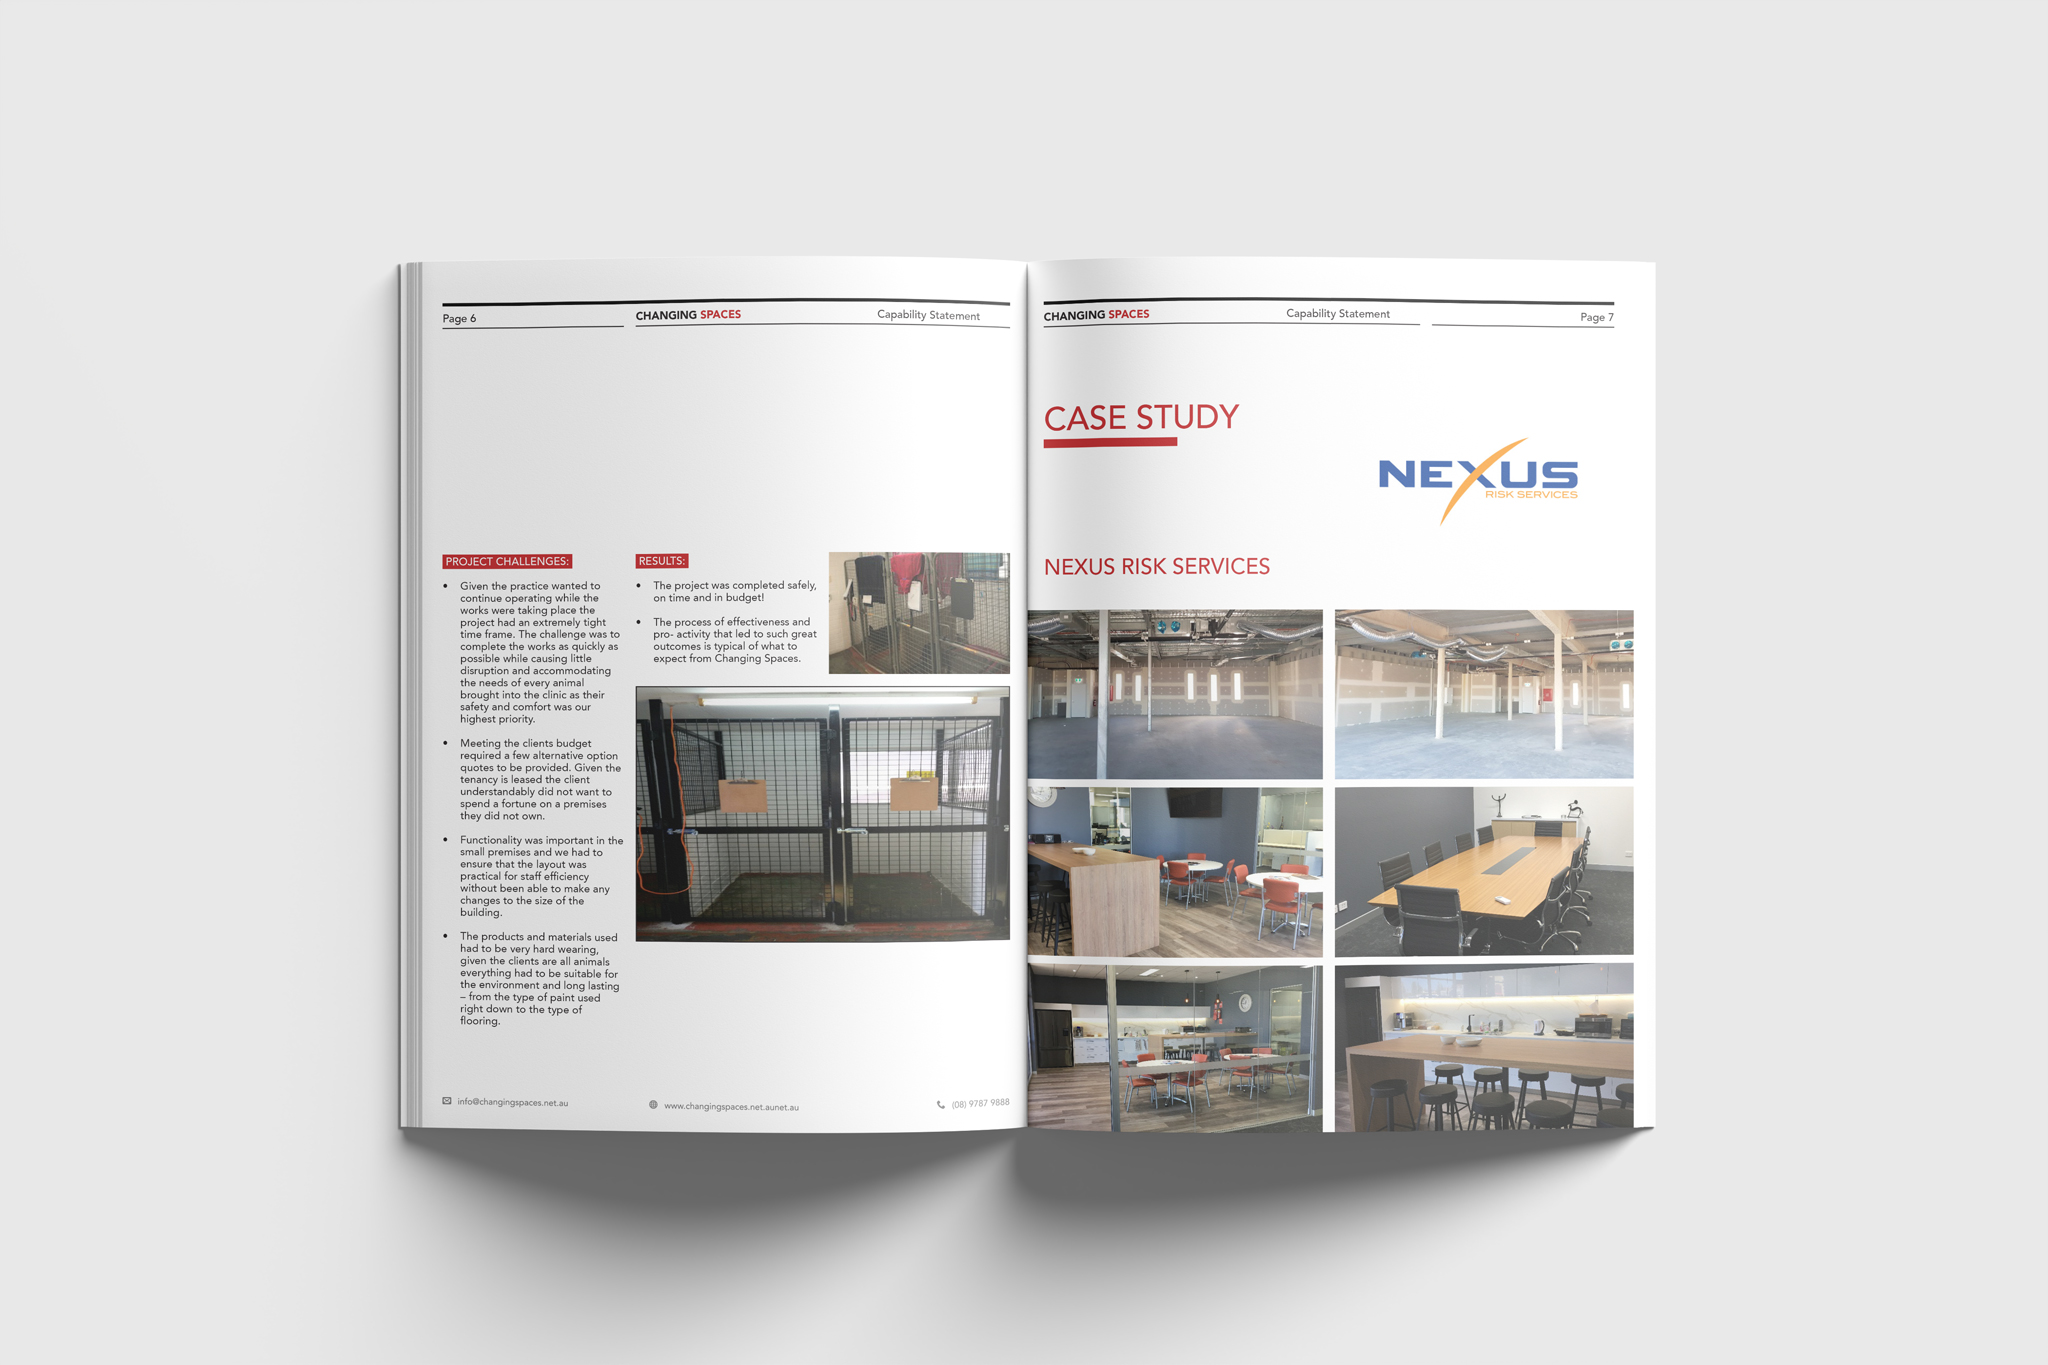 Page 6
CHANGING SPACES
Capability Statement
PROJECT CHALLENGES:
• Given the practice wanted to
continue operating while the
works were taking place the
project had an extremely tight
time frame. The challenge was to
complete the works as quickly as
possible while causing little
disruption and accommodating
the needs of every animal
brought into the clinic as their
safety and comfort was our
highest priority.
• Meeting the clients budget
required a few alternative option
quotes to be provided. Given the
tenancy is leased the client
understandably did not want to
spend a fortune on a premises
they did not own.
• Functionality was important in the
small premises and we had to
ensure that the layout was
practical for staff efficiency
without been able to make any
changes to the size of the
building.
• The products and materials used
had to be very hard wearing,
given the clients are all animals
everything had to be suitable for
the environment and long lasting
– from the type of paint used
right down to the type of
flooring.
RESULTS:
• The project was completed safely,
on time and in budget!
• The process of effectiveness and
pro- activity that led to such great
outcomes is typical of what to
expect from Changing Spaces.
info@changingspaces.net.au
www.changingspaces.net.aunet.au
(08) 9787 9888
CHANGING SPACES
Capability Statement
Page 7
CASE STUDY
NEXUS
RISK SERVICES
NEXUS RISK SERVICES